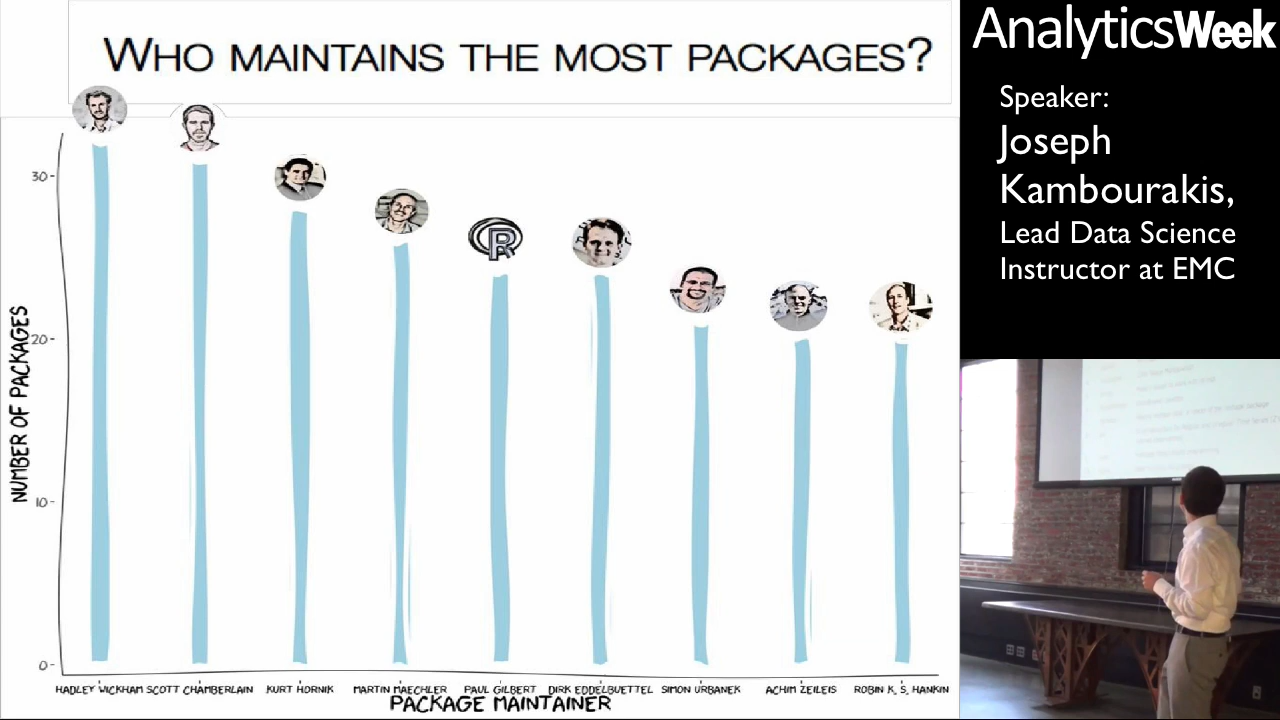 WHO MAINTAINS THE MOST PACKAGES?
30
20
10
0
NUMBER OF PACKAGES
HADLEY WICKHAM SCOTT CHAMBERLAIN KURT HORNIK MARTIN MAECHLER PAUL GILBERT DIRK EDDELBUETTEL SIMON URBANEK ACHIM ZEILEIS ROBIN K. S. HANKIN
PACKAGE MAINTAINER
R
AnalyticsWeek
Speaker:
Joseph
Kambourakis,
Lead Data Science
Instructor at EMC